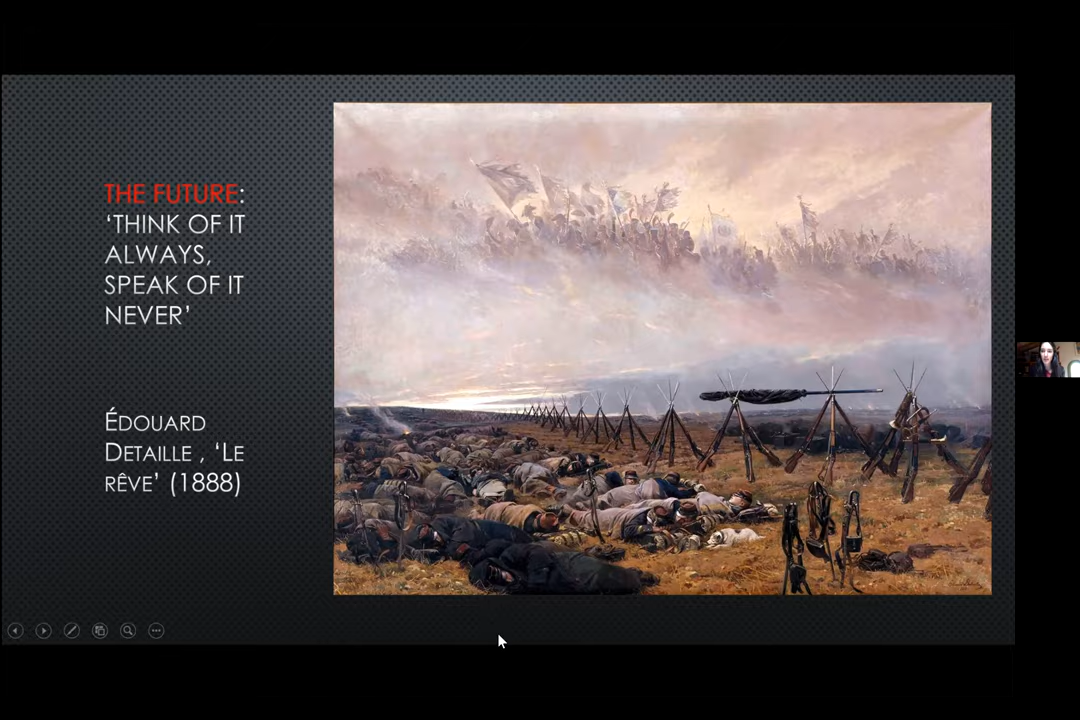 THE FUTURE:
‘THINK OF IT
ALWAYS,
SPEAK OF IT
NEVER’
ÉDOUARD
DETAILLE , ‘LE
RÊVE’ (1888)